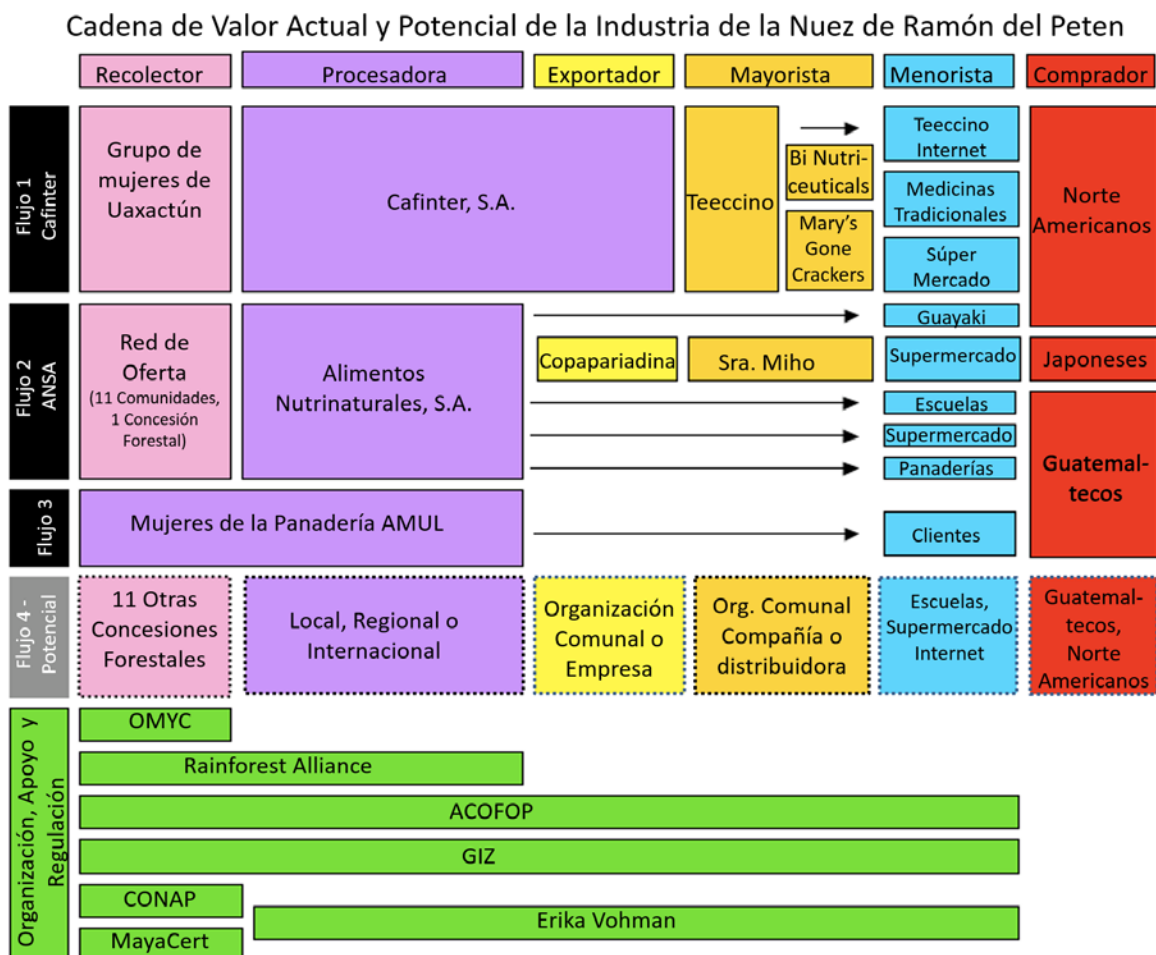 Cadena de Valor Actual y Potencial de la Industria de la Nuez de Ramón del Peten
Recolector
Procesadora
Exportador
Mayorista
Menorista
Comprador
Flujo 1
Cafinter
Grupo de
mujeres de
Uaxactún
Cafinter, S.A.
Teeccino
Bi Nutri-
ceuticals
Mary's
Gone
Crackers
Teeccino
Internet
Medicinas
Tradicionales
Súper
Mercado
Norte
Americanos
Flujo 2
ANSA
Red de
Oferta
(11 Comunidades,
1 Concesión
Forestal)
Alimentos
Nutrinaturales, S.A.
Guayaki
Copapariadina
Sra. Miho
Supermercado
Japoneses
Escuelas
Supermercado
Panaderías
Guatemal-
tecos
Flujo 3
Mujeres de la Panadería AMUL
Clientes
Flujo 4 -
Potencial
11 Otras
Concesiones
Forestales
Local, Regional o
Internacional
Organización
Comunal o
Empresa
Org. Comunal
Compañía o
distribuidora
Escuelas,
Supermercado
Internet
Guatemal-
tecos,
Norte
Americanos
Organización, Apoyo y
Regulación
OMYC
Rainforest Alliance
ACOFOP
GIZ
CONAP
Erika Vohman
MayaCert